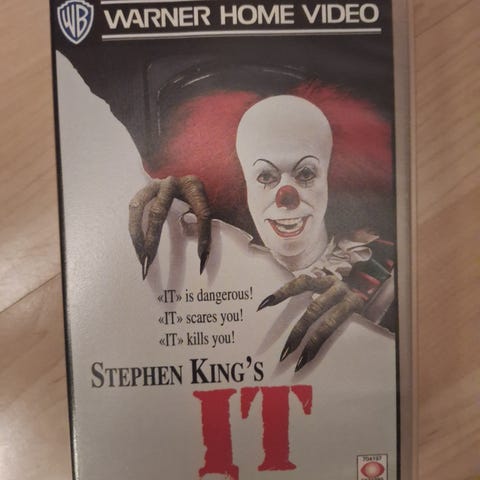 WB
WARNER HOME VIDEO
«IT» is dangerous!
«IT» scares you!
«IT» kills you!
STEPHEN KING'S
IT